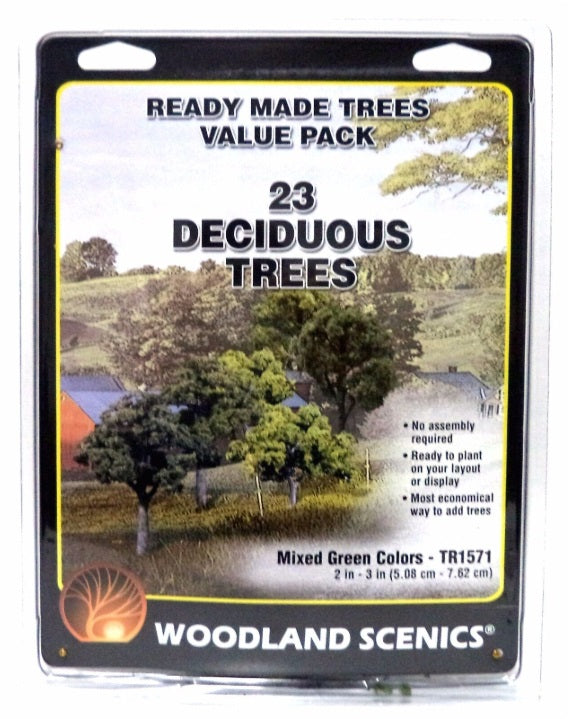 READY MADE TREES
VALUE PACK
23
DECIDUOUS
TREES
• No assembly
required
• Ready to plant
on your layout
or display
• Most economical
way to add trees
Mixed Green Colors - TR1571
2 in - 3 in (5.08 cm - 7.62 cm)
WOODLAND SCENICS®